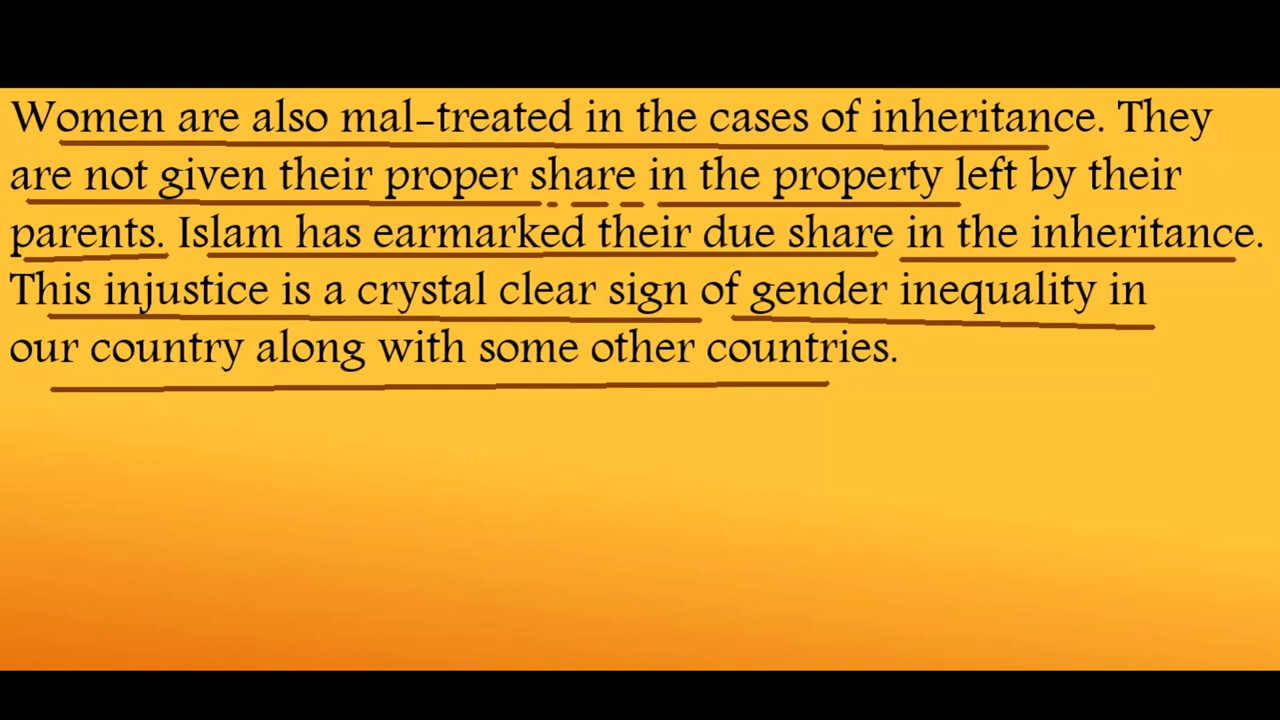 Women are also mal-treated in the cases of inheritance. They
are not given their proper share in the property left by their
parents. Islam has earmarked their due share in the inheritance.
This injustice is a crystal clear sign of gender inequality in
our country along with some other countries.